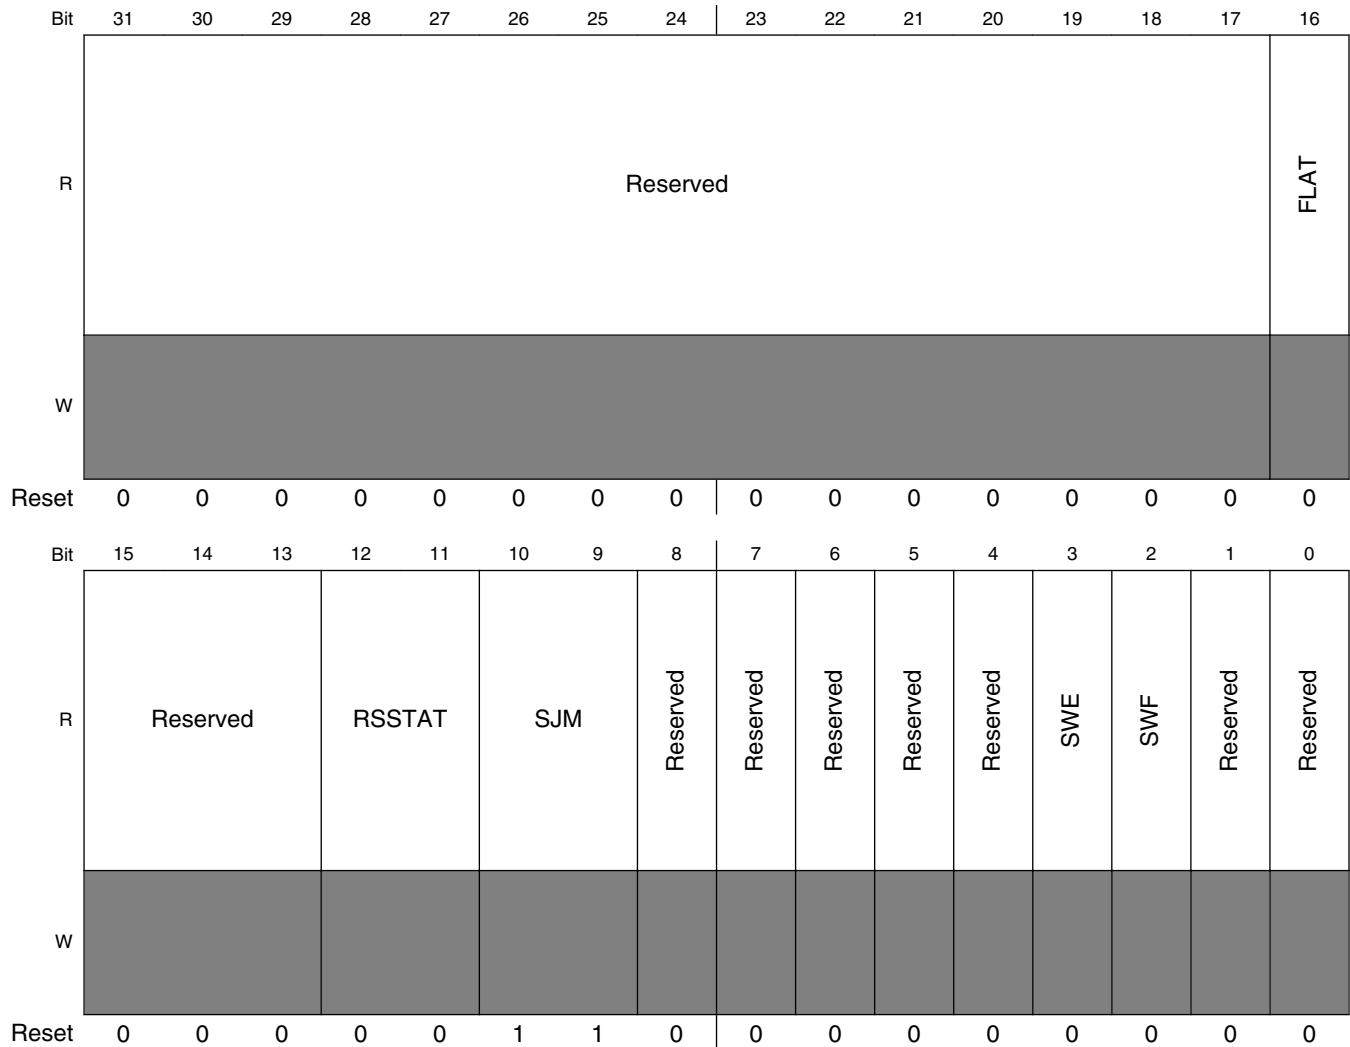 Bit 31 30 29 28 27 26 25 24 23 22 21 20 19 18 17 16
R Reserved FLAT
W
Reset 0 0 0 0 0 0 0 0 0 0 0 0 0 0 0 0
Bit 15 14 13 12 11 10 9 8 7 6 5 4 3 2 1 0
R Reserved RSSTAT SJM Reserved Reserved Reserved Reserved Reserved SWE SWF Reserved Reserved
W
Reset 0 0 0 0 0 1 1 0 0 0 0 0 0 0 0 0